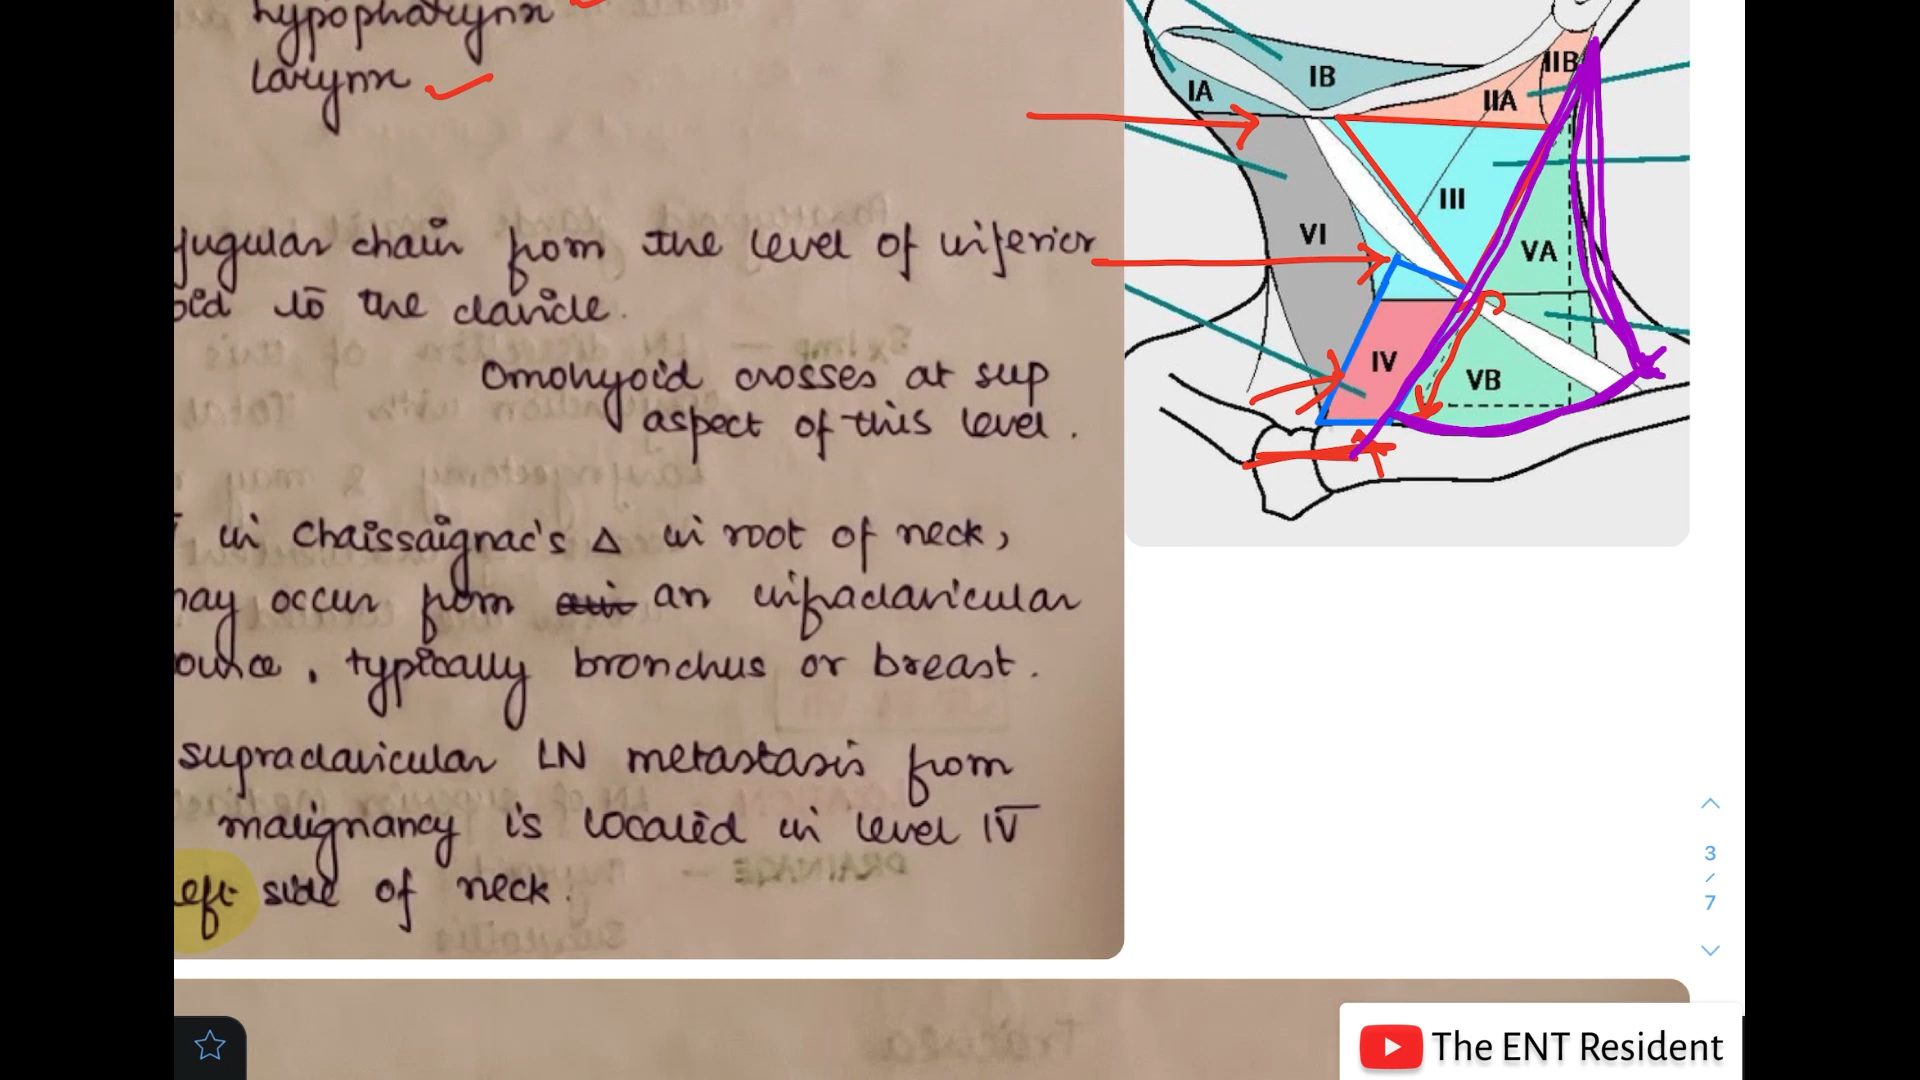 hypopharynx
larynx
jugular chain from the level of inferior
oid to the clavicle.
Omohyoid crosses at sup
aspect of this level.
in Chaissaignac's Δ in root of neck,
may occur from an infraclavicular
ource, typically bronchus or breast.
supraclavicular LN metastasis from
malignancy is located in level IV
left side of neck.
IA
IB
IIA
IIB
III
VI
VA
IV
VB
3
/
7
The ENT Resident